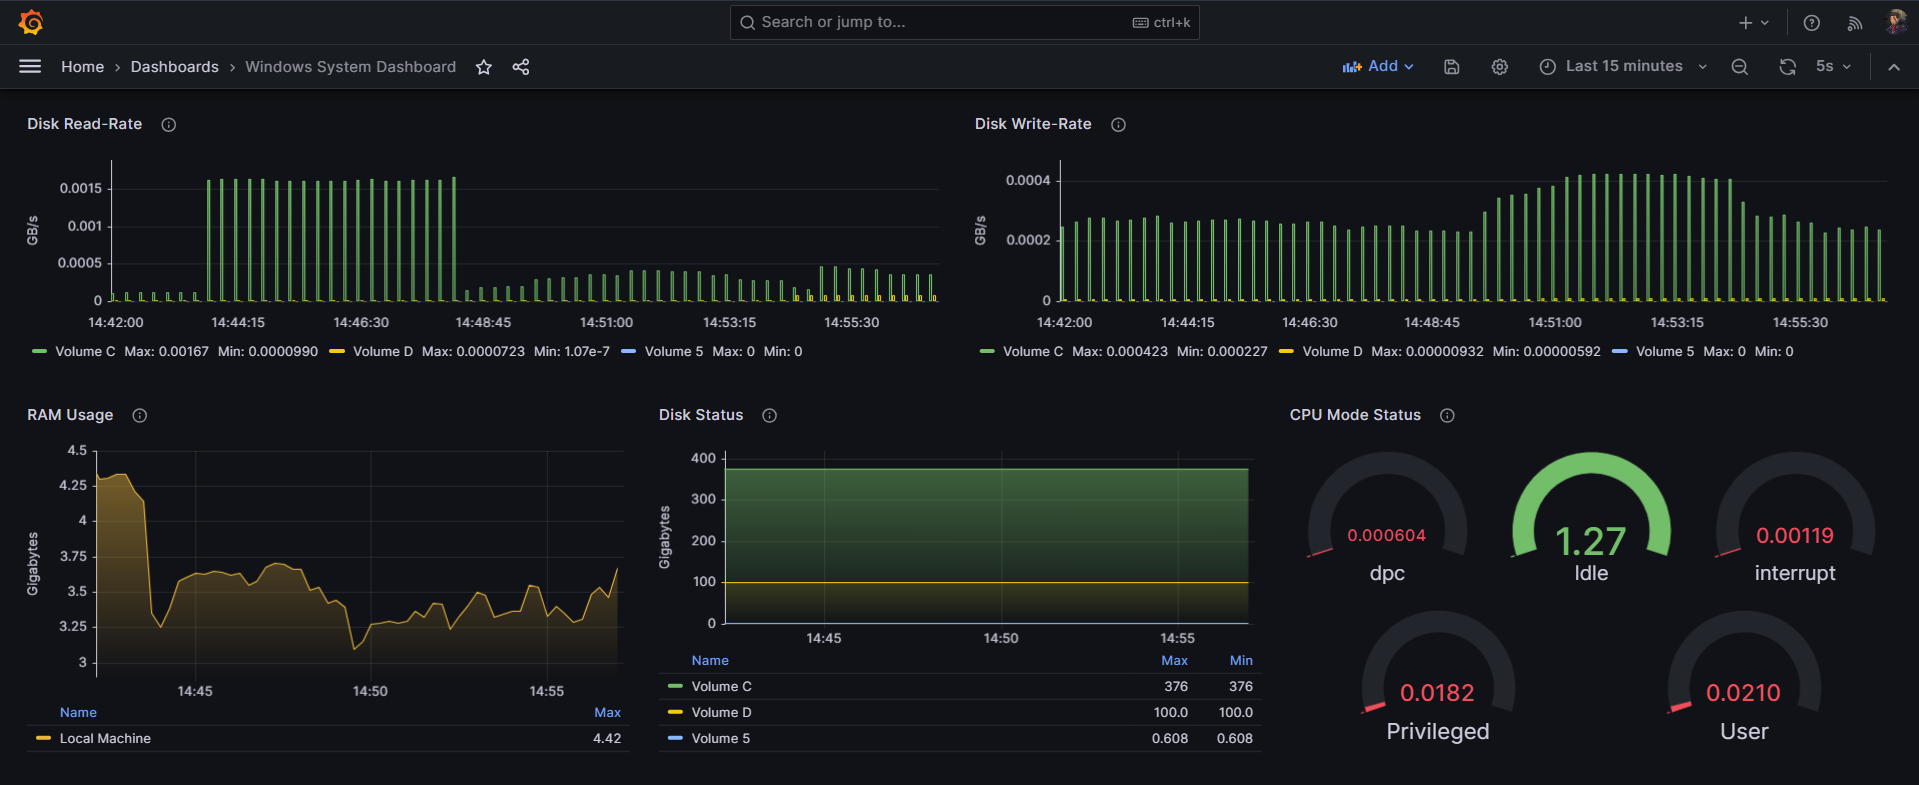 Search or jump to... ctrl+k
Home > Dashboards > Windows System Dashboard
Add Last 15 minutes 5s
Disk Read-Rate
GB/s
0.0015
0.001
0.0005
0
14:42:00 14:44:15 14:46:30 14:48:45 14:51:00 14:53:15 14:55:30
Volume C Max: 0.00167 Min: 0.0000990 Volume D Max: 0.0000723 Min: 1.07e-7 Volume 5 Max: 0 Min: 0
Disk Write-Rate
GB/s
0.0004
0.0002
0
14:42:00 14:44:15 14:46:30 14:48:45 14:51:00 14:53:15 14:55:30
Volume C Max: 0.000423 Min: 0.000227 Volume D Max: 0.00000932 Min: 0.00000592 Volume 5 Max: 0 Min: 0
RAM Usage
Gigabytes
4.5
4.25
4
3.75
3.5
3.25
3
14:45 14:50 14:55
Name Max
Local Machine 4.42
Disk Status
Gigabytes
400
300
200
100
0
14:45 14:50 14:55
Name Max Min
Volume C 376 376
Volume D 100.0 100.0
Volume 5 0.608 0.608
CPU Mode Status
0.000604 1.27 0.00119
dpc Idle interrupt
0.0182 0.0210
Privileged User